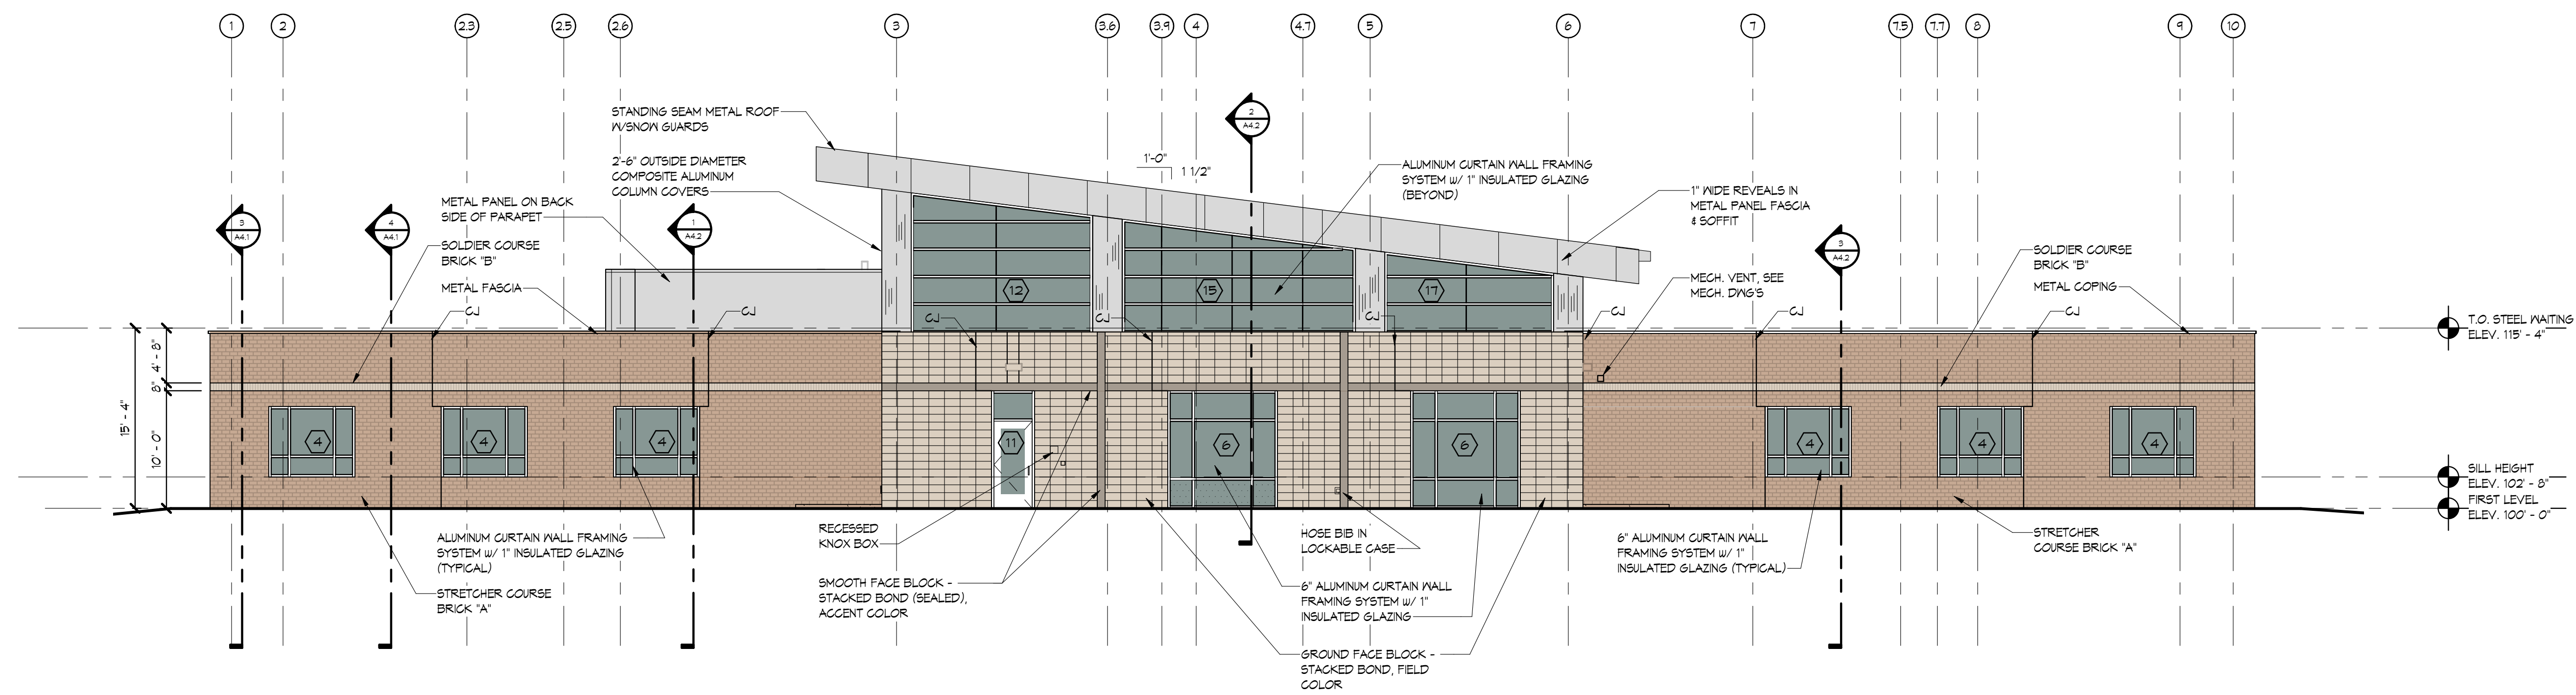 1 2 2.3 2.5 2.6 3 3.6 3.9 4 4.7 5 6 7 7.5 7.7 8 9 10
STANDING SEAM METAL ROOF
W/SNOW GUARDS
2'-6" OUTSIDE DIAMETER
COMPOSITE ALUMINUM
COLUMN COVERS
METAL PANEL ON BACK
SIDE OF PARAPET
SOLDIER COURSE
BRICK "B"
METAL FASCIA
3
A4.1
4
A4.1
1
A4.2
2
A4.2
3
A4.2
1'-0"
1 1/2"
ALUMINUM CURTAIN WALL FRAMING
SYSTEM w/ 1" INSULATED GLAZING
(BEYOND)
1" WIDE REVEALS IN
METAL PANEL FASCIA
& SOFFIT
MECH. VENT, SEE
MECH. DWG'S
SOLDIER COURSE
BRICK "B"
METAL COPING
CJ CJ CJ CJ CJ CJ CJ CJ
12 15 17
T.O. STEEL WAITING
ELEV. 115' - 4"
15' - 4"
4' - 8"
8"
10' - 0"
4 4 4 11 6 6 4 4 4
SILL HEIGHT
ELEV. 102' - 8"
FIRST LEVEL
ELEV. 100' - 0"
ALUMINUM CURTAIN WALL FRAMING
SYSTEM w/ 1" INSULATED GLAZING
(TYPICAL)
STRETCHER COURSE
BRICK "A"
RECESSED
KNOX BOX
SMOOTH FACE BLOCK -
STACKED BOND (SEALED),
ACCENT COLOR
HOSE BIB IN
LOCKABLE CASE
6" ALUMINUM CURTAIN WALL
FRAMING SYSTEM w/ 1"
INSULATED GLAZING
GROUND FACE BLOCK -
STACKED BOND, FIELD
COLOR
6" ALUMINUM CURTAIN WALL
FRAMING SYSTEM w/ 1"
INSULATED GLAZING (TYPICAL)
STRETCHER
COURSE BRICK "A"